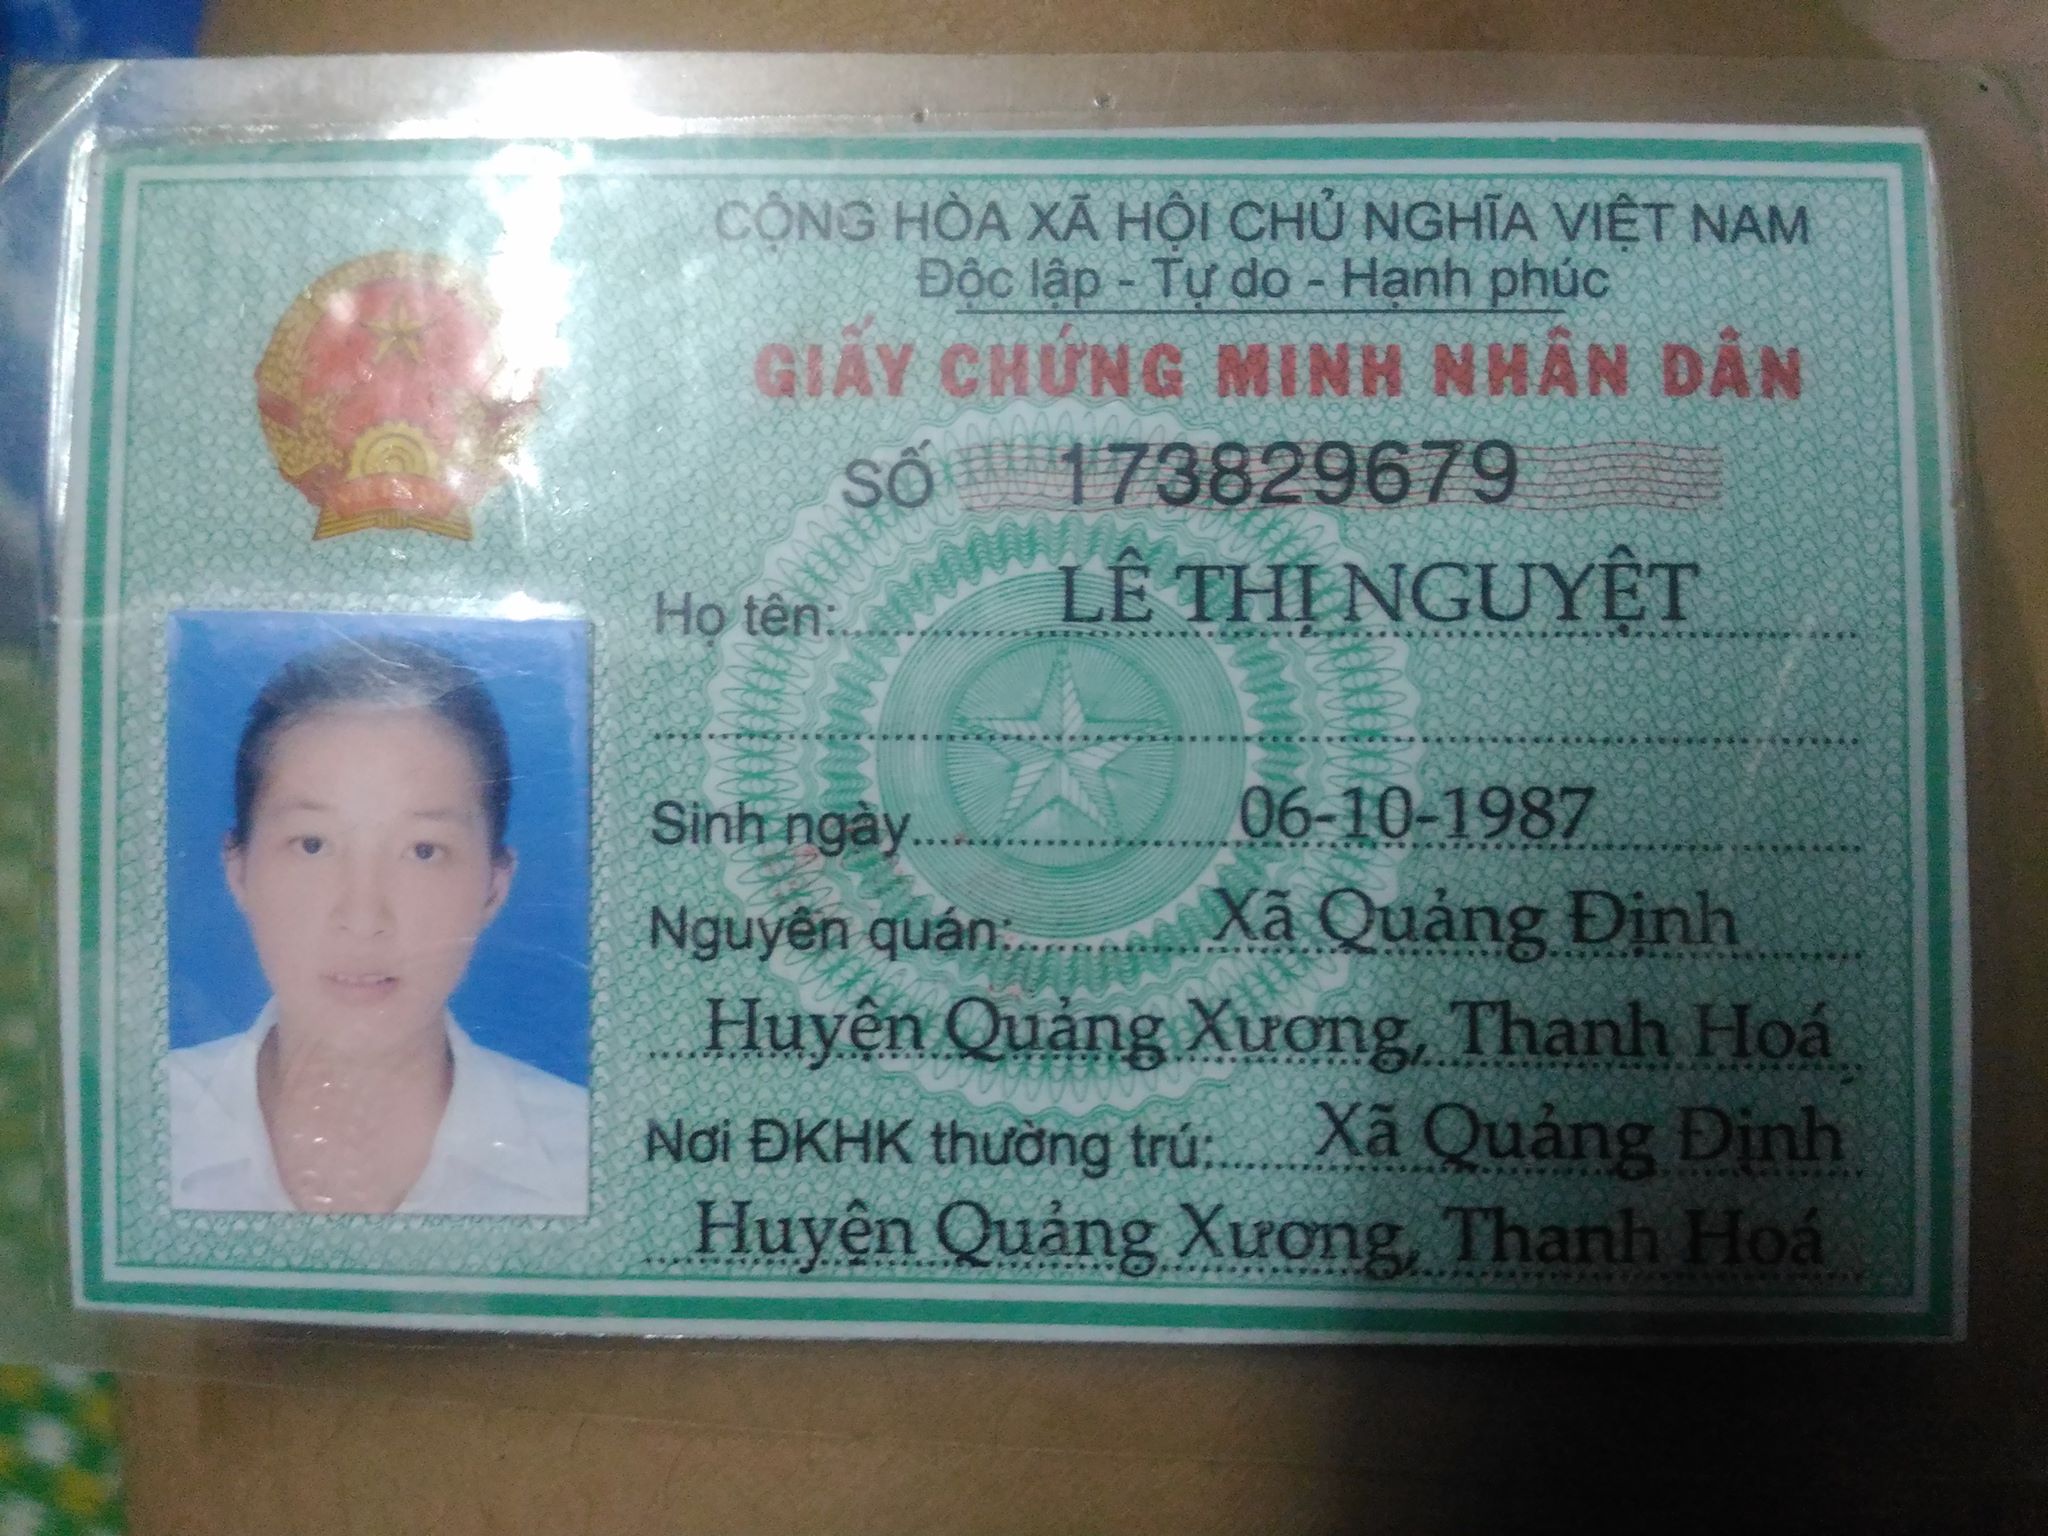 CỘNG HÒA XÃ HỘI CHỦ NGHĨA VIỆT NAM
Độc lập - Tự do - Hạnh phúc
GIẤY CHỨNG MINH NHÂN DÂN
SỐ 173829679
Họ tên: LÊ THỊ NGUYỆT
Sinh ngày 06-10-1987
Nguyên quán: Xã Quảng Định
Huyện Quảng Xương, Thanh Hoá
Nơi ĐKHK thường trú: Xã Quảng Định
Huyện Quảng Xương, Thanh Hoá